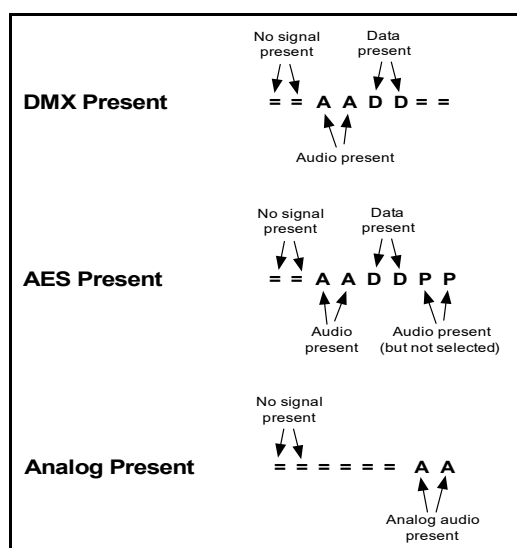 No signal
present
Data
present
DMX Present
= = A A D D = =
Audio present
No signal
present
Data
present
AES Present
= = A A D D P P
Audio
present
Audio present
(but not selected)
No signal
present
Analog Present
= = = = = = A A
Analog audio
present